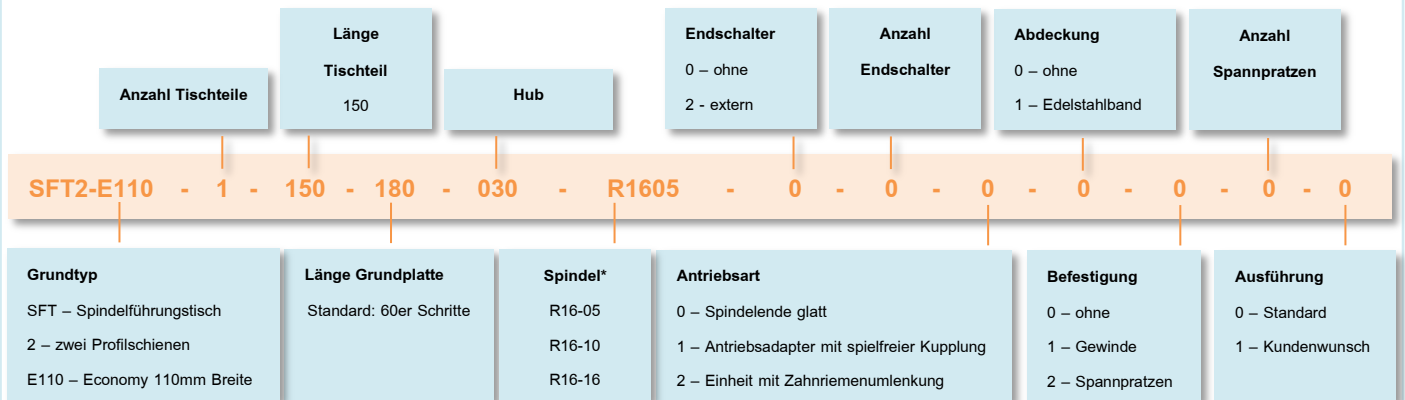 Anzahl Tischteile
Länge
Tischteil
150
Hub
Endschalter
0 – ohne
2 - extern
Anzahl
Endschalter
Abdeckung
0 – ohne
1 – Edelstahlband
Anzahl
Spannpratzen
SFT2-E110 - 1 - 150 - 180 - 030 - R1605 - 0 - 0 - 0 - 0 - 0 - 0 - 0
Grundtyp
SFT – Spindelführungstisch
2 – zwei Profilschienen
E110 – Economy 110mm Breite
Länge Grundplatte
Standard: 60er Schritte
Spindel*
R16-05
R16-10
R16-16
Antriebsart
0 – Spindelende glatt
1 – Antriebsadapter mit spielfreier Kupplung
2 – Einheit mit Zahnriemenumlenkung
Befestigung
0 – ohne
1 – Gewinde
2 – Spannpratzen
Ausführung
0 – Standard
1 – Kundenwunsch